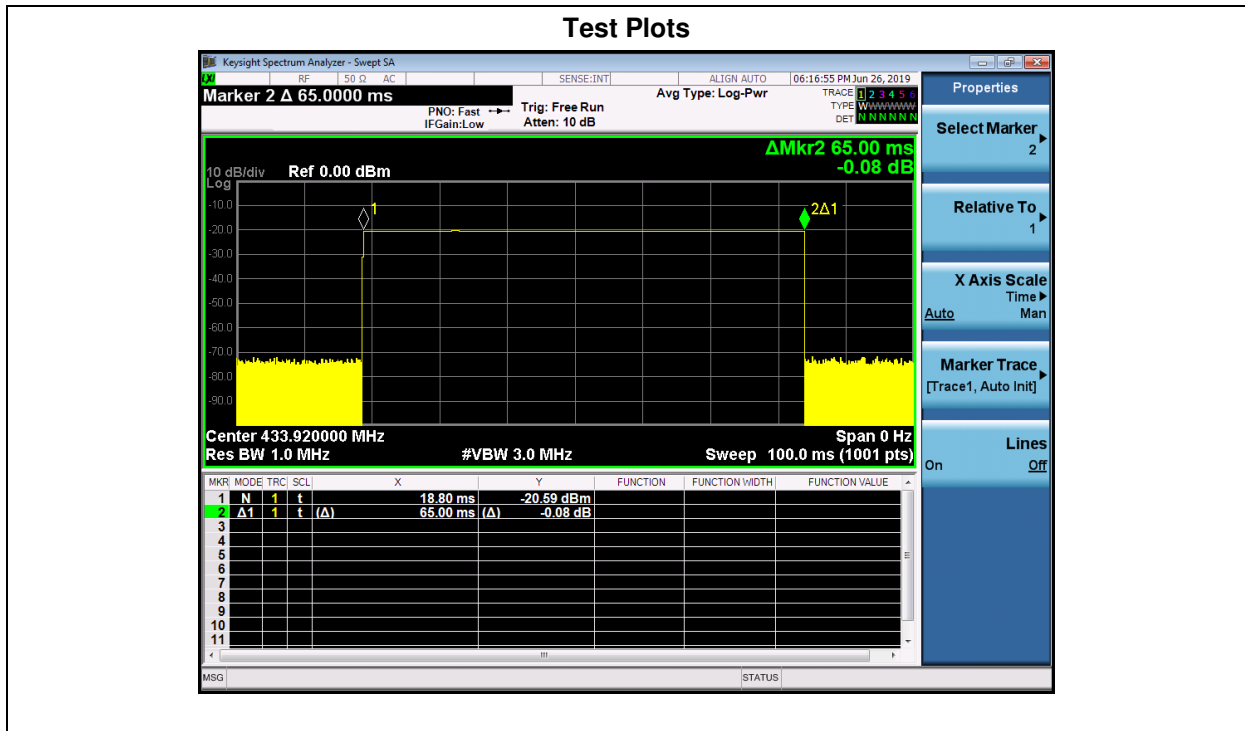 Test Plots
Keysight Spectrum Analyzer - Swept SA
LXI RF 50 Ω AC SENSE:INT ALIGN AUTO 06:16:55 PM Jun 26, 2019
Marker 2 Δ 65.0000 ms
PNO: Fast
IFGain:Low
Trig: Free Run
Atten: 10 dB
Avg Type: Log-Pwr
TRACE 1 2 3 4 5 6
TYPE WWWWWW
DET N N N N N N
ΔMkr2 65.00 ms
-0.08 dB
10 dB/div Ref 0.00 dBm
Log
-10.0
-20.0
-30.0
-40.0
-50.0
-60.0
-70.0
-80.0
-90.0
1
2Δ1
Center 433.920000 MHz Span 0 Hz
Res BW 1.0 MHz #VBW 3.0 MHz Sweep 100.0 ms (1001 pts)
MKR MODE TRC SCL X Y FUNCTION FUNCTION WIDTH FUNCTION VALUE
1 N 1 t 18.80 ms -20.59 dBm
2 Δ1 1 t (Δ) 65.00 ms (Δ) -0.08 dB
3
4
5
6
7
8
9
10
11
MSG STATUS
Properties
Select Marker
2
Relative To
1
X Axis Scale
Time
Auto Man
Marker Trace
[Trace1, Auto Init]
Lines
On Off